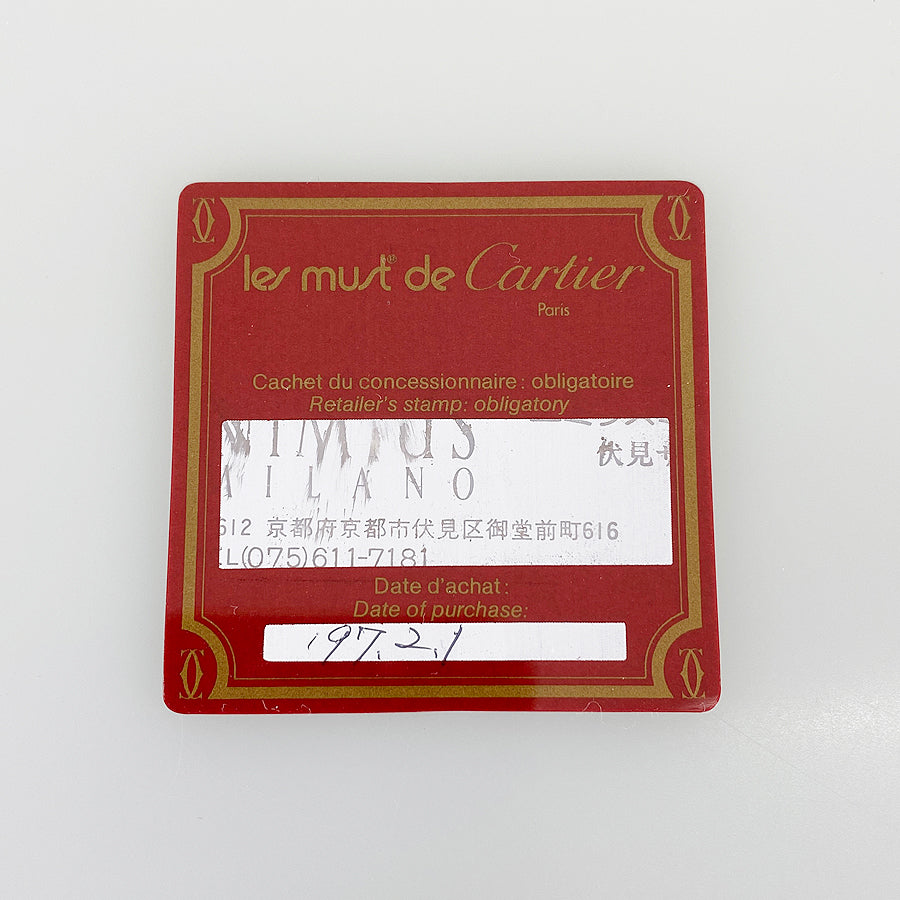 les must® de Cartier
Paris
Cachet du concessionnaire: obligatoire
Retailer's stamp: obligatory
伏見
MILANO
612 京都府京都市伏見区御堂前町616
TEL(075)611-7181
Date d'achat:
Date of purchase:
'97.2.1